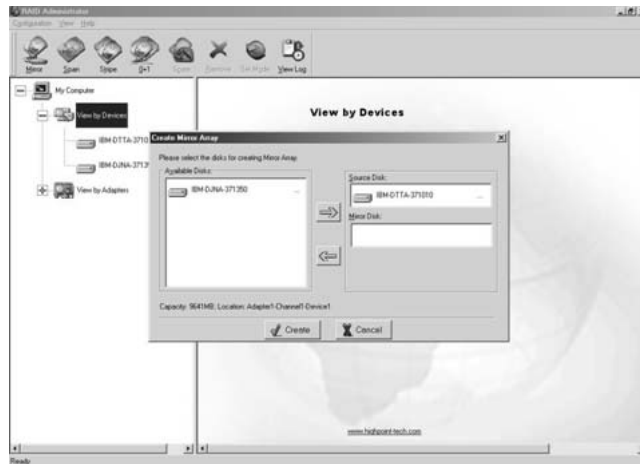 RAID Administrator
Configuration View Help
Mirror Span Stripe 0+1 Spare Remove Set Mode View Log
My Computer
View by Devices
IBM-DTTA-3710
IBM-DJNA-3713
View by Adapters
View by Devices
Create Mirror Array
Please select the disks for creating Mirror Array
Available Disks:
IBM-DJNA-371350 ...
Source Disk:
IBM-DTTA-371010 ...
Mirror Disk:
Capacity: 9641MB, Location: Adapter1-Channel1-Device1
Create Cancel
www.highpoint-tech.com
Ready